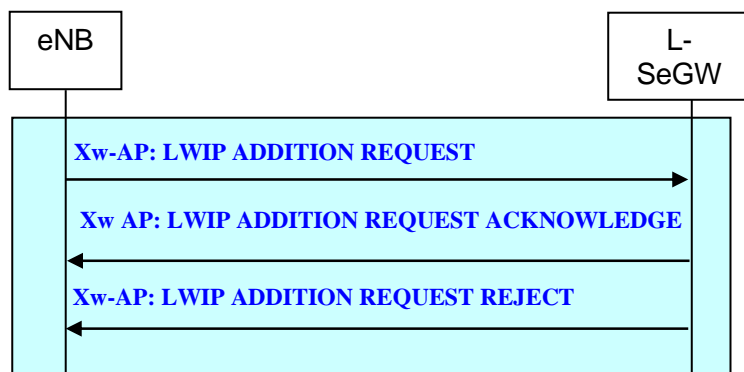 eNB
L-
SeGW
Xw-AP: LWIP ADDITION REQUEST
Xw AP: LWIP ADDITION REQUEST ACKNOWLEDGE
Xw-AP: LWIP ADDITION REQUEST REJECT